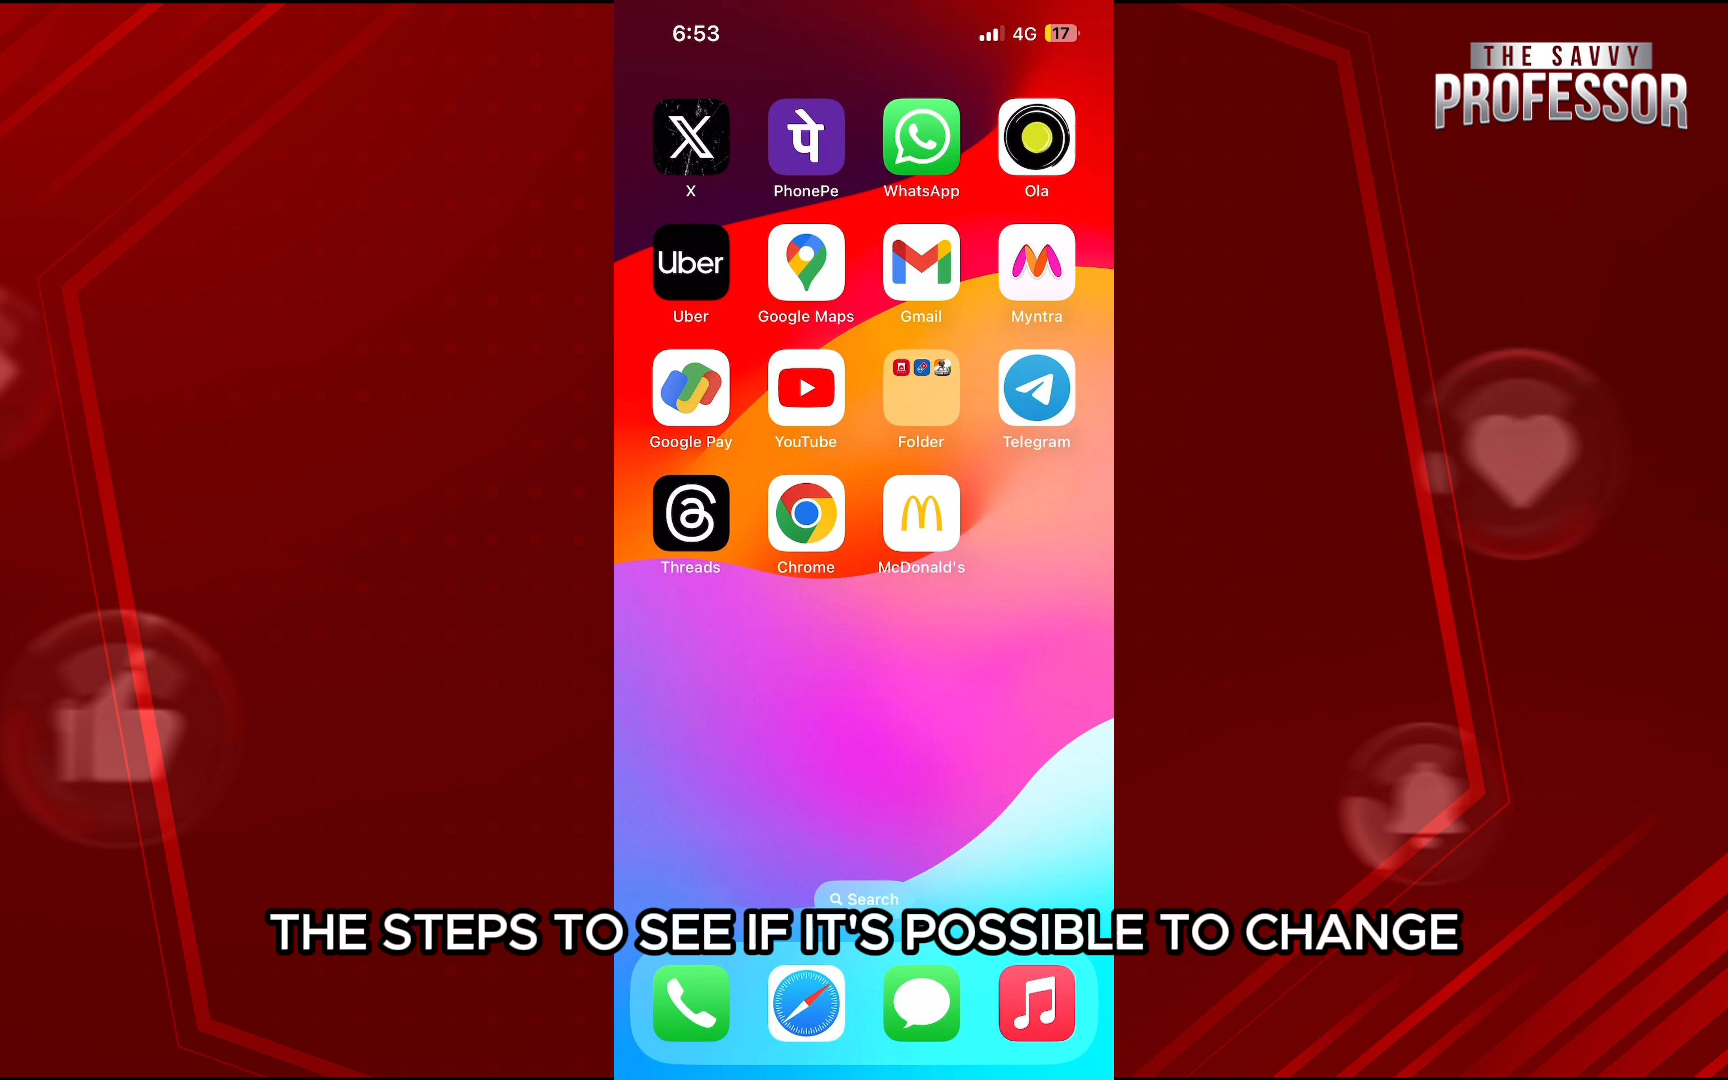 6:53
4G 17
THE SAVVY
PROFESSOR
पे
X PhonePe WhatsApp Ola
Uber
Uber Google Maps Gmail Myntra
Google Pay YouTube Folder Telegram
Threads Chrome McDonald's
Search
THE STEPS TO SEE IF IT'S POSSIBLE TO CHANGE